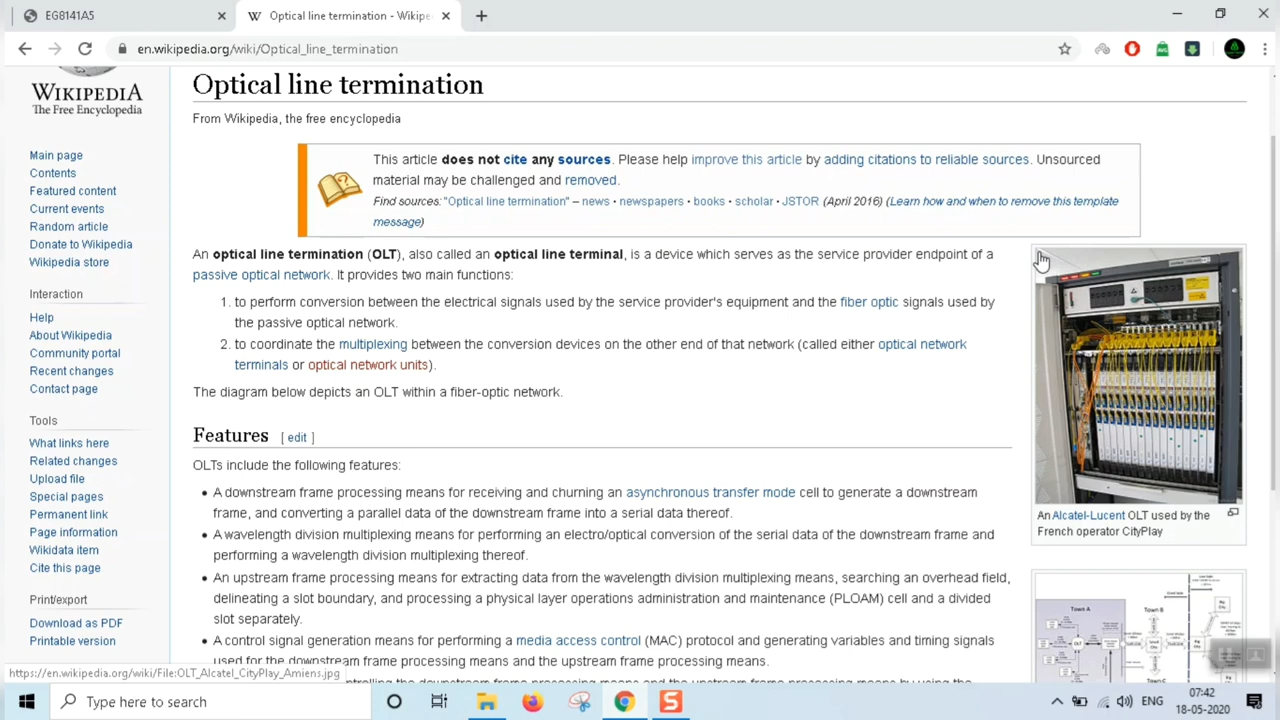 EG8141A5
Optical line termination - Wikipe
en.wikipedia.org/wiki/Optical_line_termination
WIKIPEDIA
The Free Encyclopedia
Main page
Contents
Featured content
Current events
Random article
Donate to Wikipedia
Wikipedia store
Interaction
Help
About Wikipedia
Community portal
Recent changes
Contact page
Tools
What links here
Related changes
Upload file
Special pages
Permanent link
Page information
Wikidata item
Cite this page
Print/export
Download as PDF
Printable version
Optical line termination
From Wikipedia, the free encyclopedia
This article does not cite any sources. Please help improve this article by adding citations to reliable sources. Unsourced
material may be challenged and removed.
Find sources: "Optical line termination" – news · newspapers · books · scholar · JSTOR (April 2016) (Learn how and when to remove this template
message)
An optical line termination (OLT), also called an optical line terminal, is a device which serves as the service provider endpoint of a
passive optical network. It provides two main functions:
1. to perform conversion between the electrical signals used by the service provider's equipment and the fiber optic signals used by
the passive optical network.
2. to coordinate the multiplexing between the conversion devices on the other end of that network (called either optical network
terminals or optical network units).
The diagram below depicts an OLT within a fiber-optic network.
Features [ edit ]
OLTs include the following features:
• A downstream frame processing means for receiving and churning an asynchronous transfer mode cell to generate a downstream
frame, and converting a parallel data of the downstream frame into a serial data thereof.
• A wavelength division multiplexing means for performing an electro/optical conversion of the serial data of the downstream frame and
performing a wavelength division multiplexing thereof.
• An upstream frame processing means for extracting data from the wavelength division multiplexing means, searching an overhead field,
delineating a slot boundary, and processing a physical layer operations administration and maintenance (PLOAM) cell and a divided
slot separately.
• A control signal generation means for performing a media access control (MAC) protocol and generating variables and timing signals
used for the downstream frame processing means and the upstream frame processing means.
An Alcatel-Lucent OLT used by the
French operator CityPlay
Town A
Town B
https://en.wikipedia.org/wiki/File:OLT_Alcatel_CityPlay_Amiens.jpg
Type here to search
ENG
07:42
18-05-2020